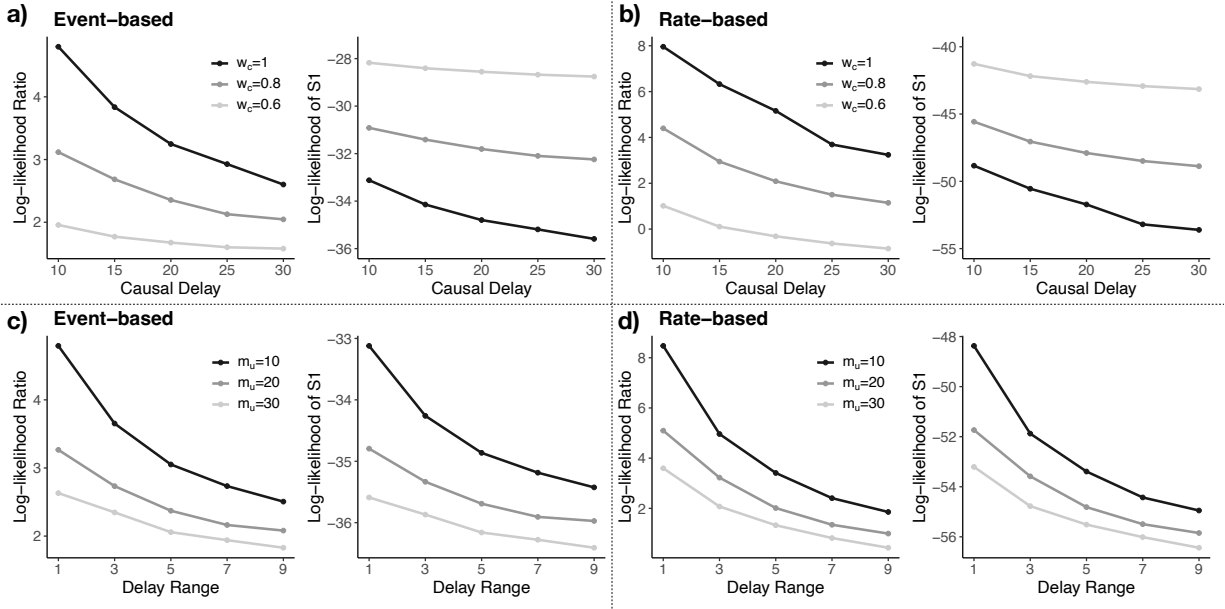 a) Event−based
Log−likelihood Ratio
4
3
2
w_c=1
w_c=0.8
w_c=0.6
10 15 20 25 30
Causal Delay
Log−likelihood of S1
−28
−30
−32
−34
−36
10 15 20 25 30
Causal Delay
b) Rate−based
Log−likelihood Ratio
8
6
4
2
0
w_c=1
w_c=0.8
w_c=0.6
10 15 20 25 30
Causal Delay
Log−likelihood of S1
−40
−45
−50
−55
10 15 20 25 30
Causal Delay
c) Event−based
Log−likelihood Ratio
4
3
2
m_u=10
m_u=20
m_u=30
1 3 5 7 9
Delay Range
Log−likelihood of S1
−33
−34
−35
−36
1 3 5 7 9
Delay Range
d) Rate−based
Log−likelihood Ratio
8
6
4
2
m_u=10
m_u=20
m_u=30
1 3 5 7 9
Delay Range
Log−likelihood of S1
−48
−50
−52
−54
−56
1 3 5 7 9
Delay Range